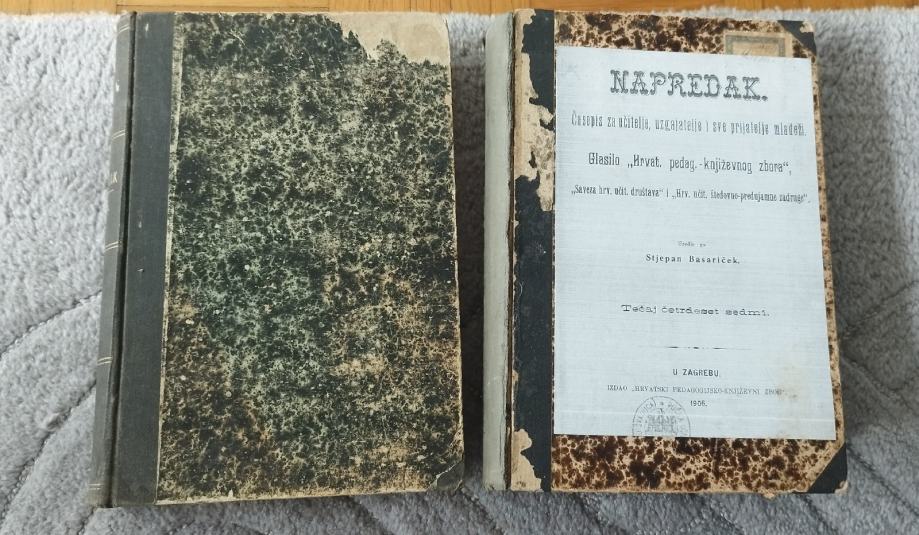 NAPREDAK.
Časopis za učitelje, uzgajatelje i sve prijatelje mladeži.
Glasilo „Hrvat. pedag.-književnog zbora“,
„Saveza hrv. učit. društava“ i „Hrv. učit. štedovno-predujamne zadruge“.
Uredio ga
Stjepan Basariček.
Tečaj četrdeset sedmi.
U ZAGREBU.
IZDAO „HRVATSKI PEDAGOGIJSKO-KNJIŽEVNI ZBOR“
1906.